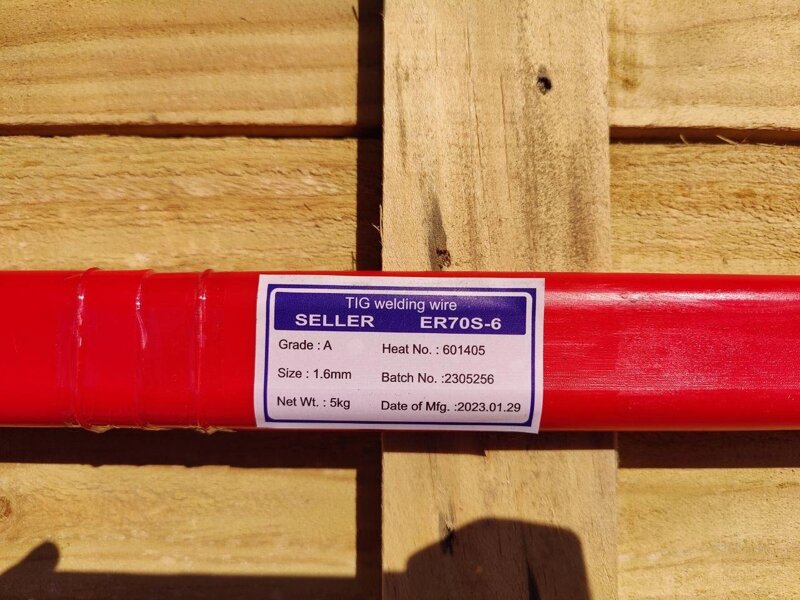 TIG welding wire
SELLER ER70S-6
Grade : A Heat No. : 601405
Size : 1.6mm Batch No. :2305256
Net Wt. : 5kg Date of Mfg. :2023.01.29